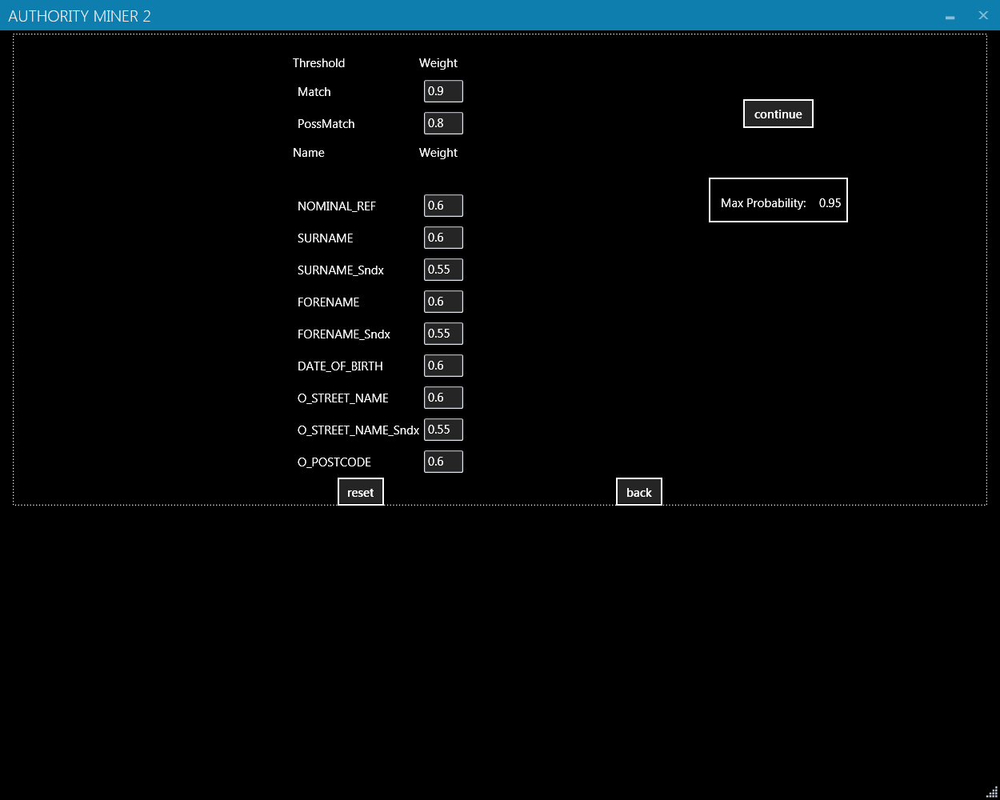 AUTHORITY MINER 2
Threshold Weight
Match 0.9
continue
PossMatch 0.8
Name Weight
Max Probability: 0.95
NOMINAL_REF 0.6
SURNAME 0.6
SURNAME_Sndx 0.55
FORENAME 0.6
FORENAME_Sndx 0.55
DATE_OF_BIRTH 0.6
O_STREET_NAME 0.6
O_STREET_NAME_Sndx 0.55
O_POSTCODE 0.6
reset back